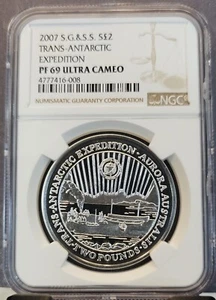 2007 S.G.&S.S. S£2
TRANS-ANTARCTIC
EXPEDITION
PF 69 ULTRA CAMEO
4777416-008
NGC
NUMISMATIC GUARANTY CORPORATION
TRANS-ANTARCTIC EXPEDITION - AURORA AUSTRALIS
·TWO POUNDS·